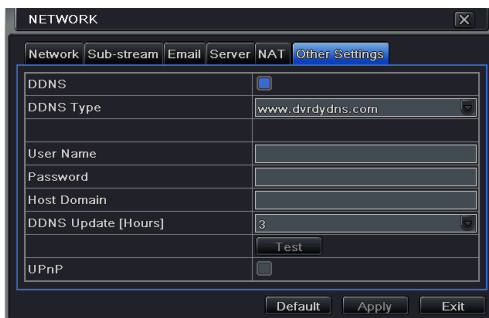 NETWORK
Network Sub-stream Email Server NAT Other Settings
DDNS
DDNS Type www.dvrdydns.com
User Name
Password
Host Domain
DDNS Update [Hours] 3
Test
UPnP
Default Apply Exit